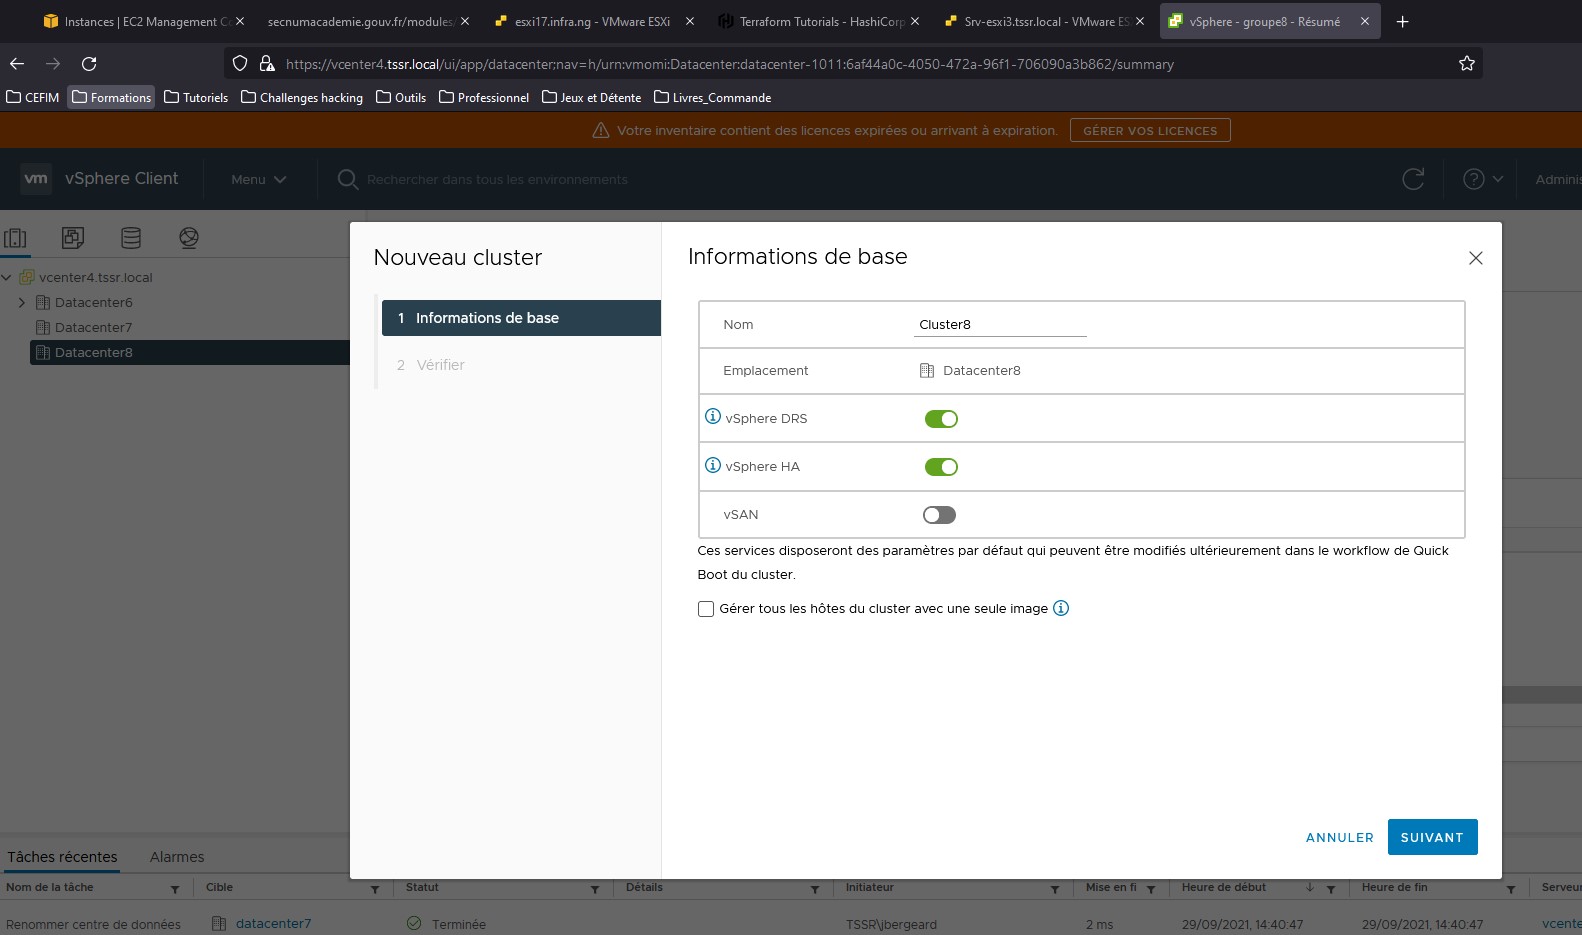 Instances | EC2 Management Co
secnumacademie.gouv.fr/modules/
esxi17.infra.ng - VMware ESXi
Terraform Tutorials - HashiCorp
Srv-esxi3.tssr.local - VMware ES
vSphere - groupe8 - Résumé
https://vcenter4.tssr.local/ui/app/datacenter;nav=h/urn:vmomi:Datacenter:datacenter-1011:6af44a0c-4050-472a-96f1-706090a3b862/summary
CEFIM Formations Tutoriels Challenges hacking Outils Professionnel Jeux et Détente Livres_Commande
Votre inventaire contient des licences expirées ou arrivant à expiration. GÉRER VOS LICENCES
vm vSphere Client Menu Rechercher dans tous les environnements Adminis
vcenter4.tssr.local
Datacenter6
Datacenter7
Datacenter8
Nouveau cluster
1 Informations de base
2 Vérifier
Informations de base
Nom Cluster8
Emplacement Datacenter8
vSphere DRS
vSphere HA
vSAN
Ces services disposeront des paramètres par défaut qui peuvent être modifiés ultérieurement dans le workflow de Quick
Boot du cluster.
Gérer tous les hôtes du cluster avec une seule image
ANNULER SUIVANT
Tâches récentes Alarmes
Nom de la tâche Cible Statut Détails Initiateur Mise en fi Heure de début Heure de fin Serveur
Renommer centre de données datacenter7 Terminée TSSR\jbergeard 2 ms 29/09/2021, 14:40:47 29/09/2021, 14:40:47 vcente